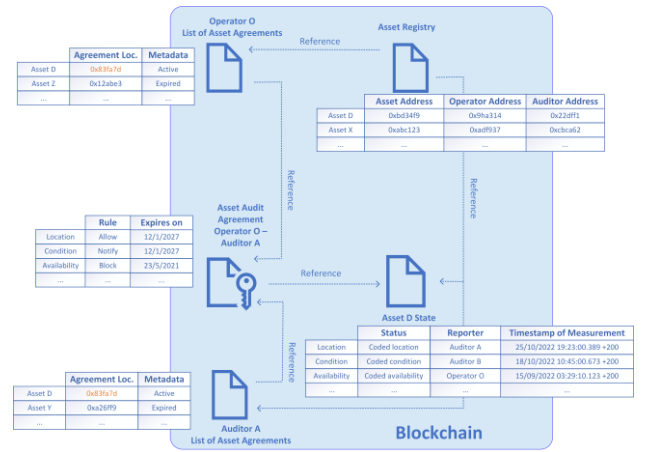 Operator O
List of Asset Agreements
Reference
Asset Registry
Agreement Loc. Metadata
Asset D 0x83fa7d Active
Asset Z 0x12abe3 Expired
... ... ...
Asset Address Operator Address Auditor Address
Asset D 0xbd34f9 0x9ha314 0x22dff1
Asset X 0xabc123 0xadf937 0xcbca62
... ... ...
Reference
Reference
Asset Audit
Agreement
Operator O –
Auditor A
Rule Expires on
Location Allow 12/1/2027
Condition Notify 12/1/2027
Availability Block 23/5/2021
... ... ...
Reference
Asset D State
Status Reporter Timestamp of Measurement
Location Coded location Auditor A 25/10/2022 19:23:00.389 +200
Condition Coded condition Auditor B 18/10/2022 10:45:00.673 +200
Availability Coded availability Operator O 15/09/2022 03:29:10.123 +200
... ... ... ...
Reference
Agreement Loc. Metadata
Asset D 0x83fa7d Active
Asset Y 0xa26ff9 Expired
... ... ...
Auditor A
List of Asset Agreements
Blockchain